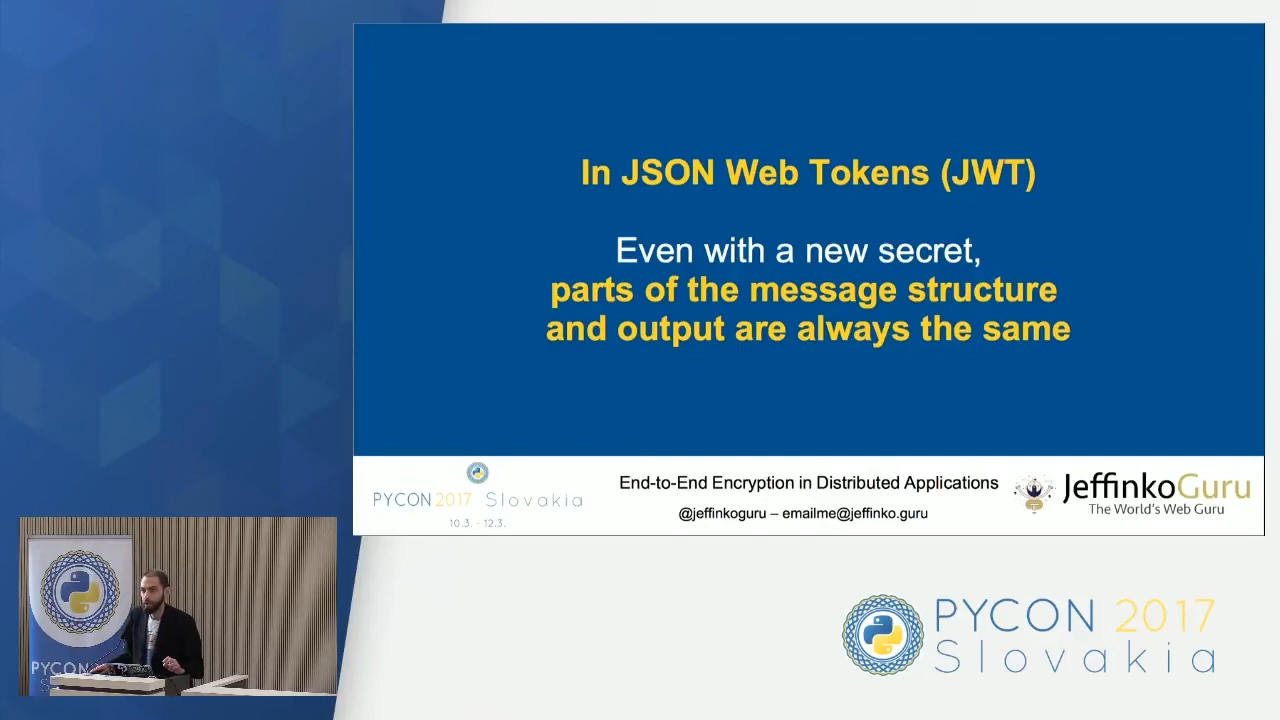 In JSON Web Tokens (JWT)
Even with a new secret,
parts of the message structure
and output are always the same
PYCON 2017 Slovakia
10.3. - 12.3.
End-to-End Encryption in Distributed Applications
@jeffinkoguru – emailme@jeffinko.guru
JeffinkoGuru
The World's Web Guru
PYCON
PYCON 2017
Slovakia